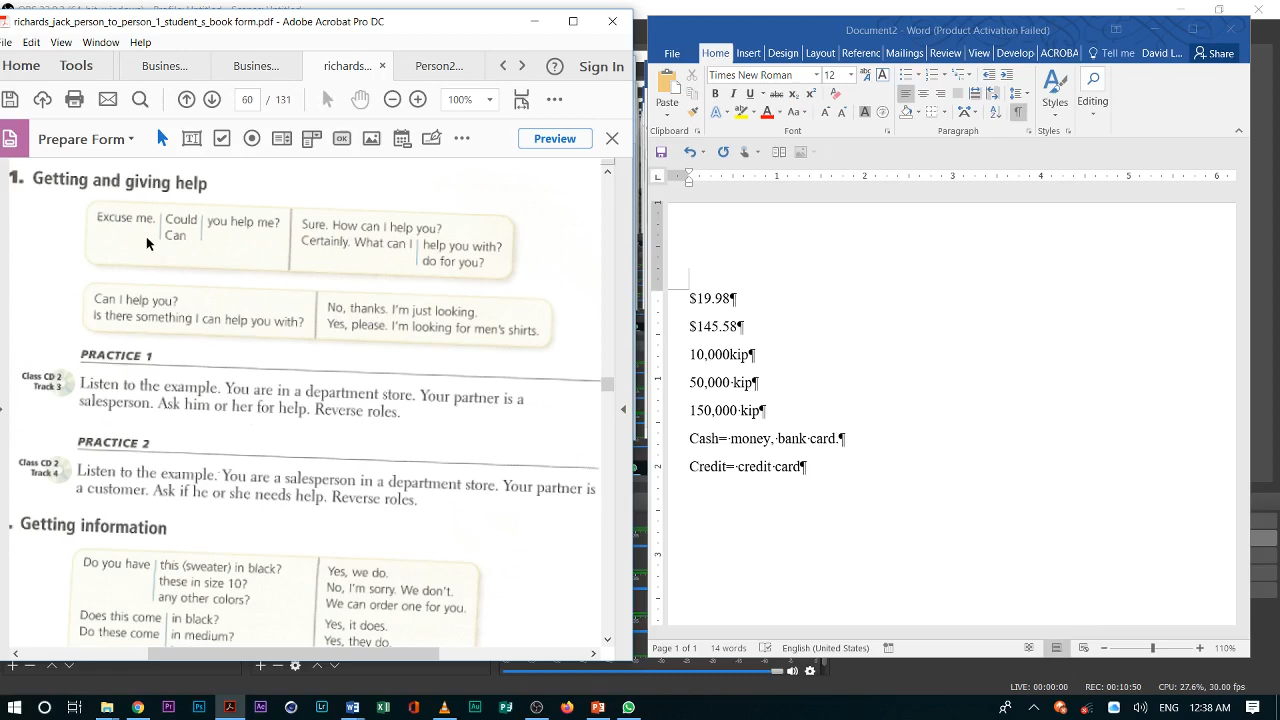 richards_jack_person_to_person_1_student_s_book form.pdf - Adobe Acrobat Pro DC
File Edit View Window Help
Home Tools Busines... Busines... richards... × Person2... Sign In
60 / 131 100%
Prepare Form Preview
1. Getting and giving help
Excuse me. Could you help me?
Can
Sure. How can I help you?
Certainly. What can I help you with?
do for you?
Can I help you?
Is there something I can help you with?
No, thanks. I'm just looking.
Yes, please. I'm looking for men's shirts.
PRACTICE 1
Class CD 2
Track 3
Listen to the example. You are in a department store. Your partner is a
salesperson. Ask him or her for help. Reverse roles.
PRACTICE 2
Class CD 2
Track 4
Listen to the example. You are a salesperson in a department store. Your partner is
a customer. Ask if he or she needs help. Reverse roles.
. Getting information
Do you have this (sweater) in black?
these in size 10?
any other colors?
Does this come in black?
Do these come in medium?
Yes, we do.
No, I'm sorry. We don't.
We can order one for you.
Yes, it does.
Yes, they do.
Document2 - Word (Product Activation Failed)
File Home Insert Design Layout Referenc Mailings Review View Develop ACROBA Tell me David L... Share
Times New Roman 12
Paste Styles Editing
Clipboard Font Paragraph Styles
1 2 3 4 5 6
$19.98¶
$145.58¶
10,000kip¶
50,000·kip¶
150,000·kip¶
Cash=·money,·bank·card.¶
Credit=·credit·card¶
Page 1 of 1 14 words English (United States) 110%
LIVE: 00:00:00 REC: 00:10:50 CPU: 27.6%, 30.00 fps
ENG 12:38 AM